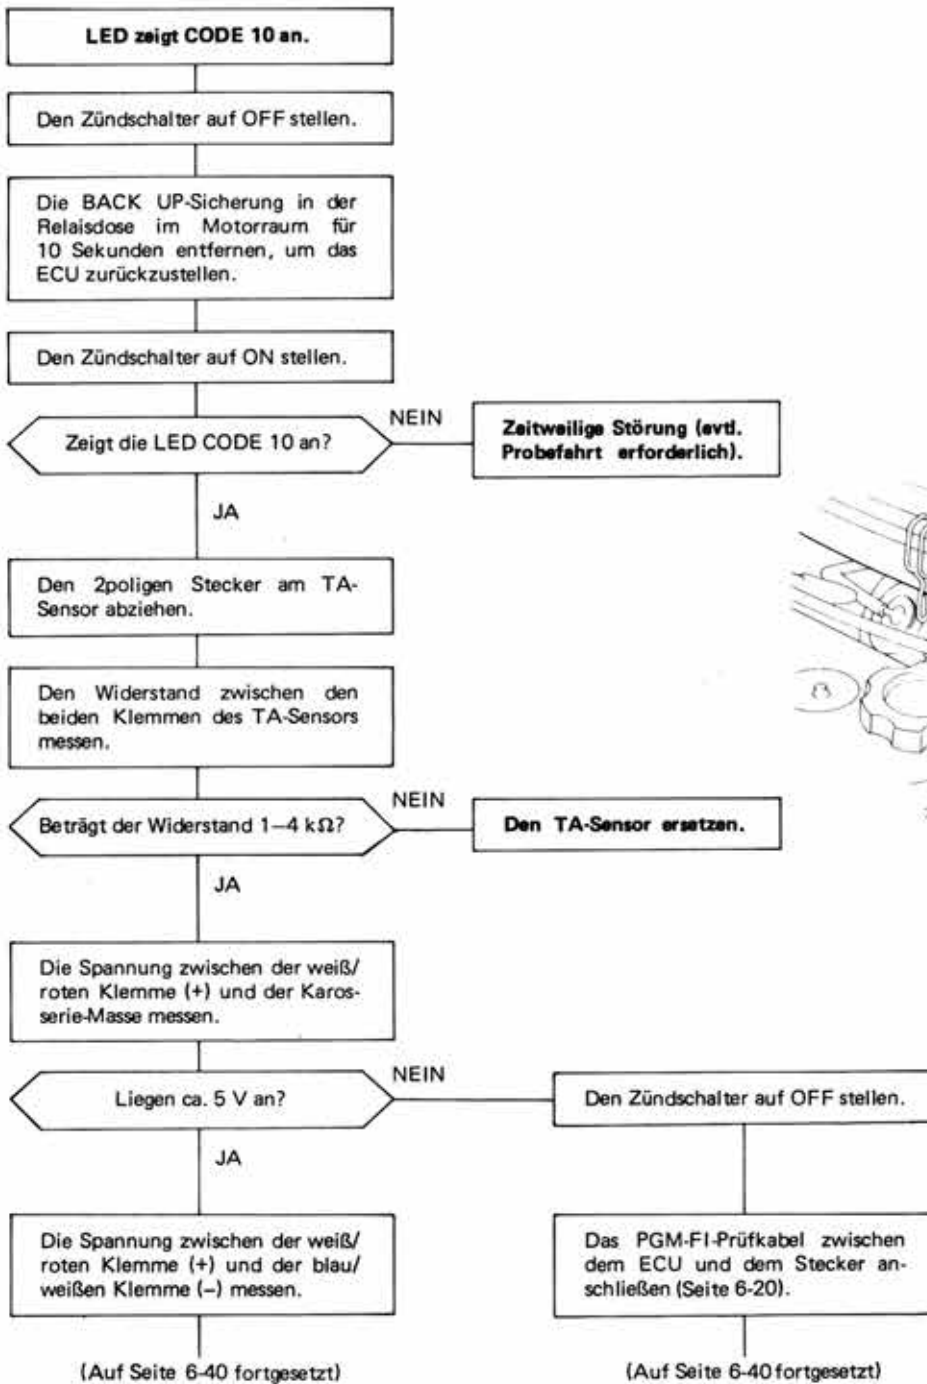 LED zeigt CODE 10 an.
Den Zündschalter auf OFF stellen.
Die BACK UP-Sicherung in der
Relaisdose im Motorraum für
10 Sekunden entfernen, um das
ECU zurückzustellen.
Den Zündschalter auf ON stellen.
Zeigt die LED CODE 10 an?
NEIN
Zeitweilige Störung (evtl.
Probefahrt erforderlich).
JA
Den 2poligen Stecker am TA-
Sensor abziehen.
Den Widerstand zwischen den
beiden Klemmen des TA-Sensors
messen.
Beträgt der Widerstand 1–4 kΩ?
NEIN
Den TA-Sensor ersetzen.
JA
Die Spannung zwischen der weiß/
roten Klemme (+) und der Karos-
serie-Masse messen.
Liegen ca. 5 V an?
NEIN
Den Zündschalter auf OFF stellen.
JA
Die Spannung zwischen der weiß/
roten Klemme (+) und der blau/
weißen Klemme (–) messen.
Das PGM-FI-Prüfkabel zwischen
dem ECU und dem Stecker an-
schließen (Seite 6-20).
(Auf Seite 6-40 fortgesetzt)
(Auf Seite 6-40 fortgesetzt)